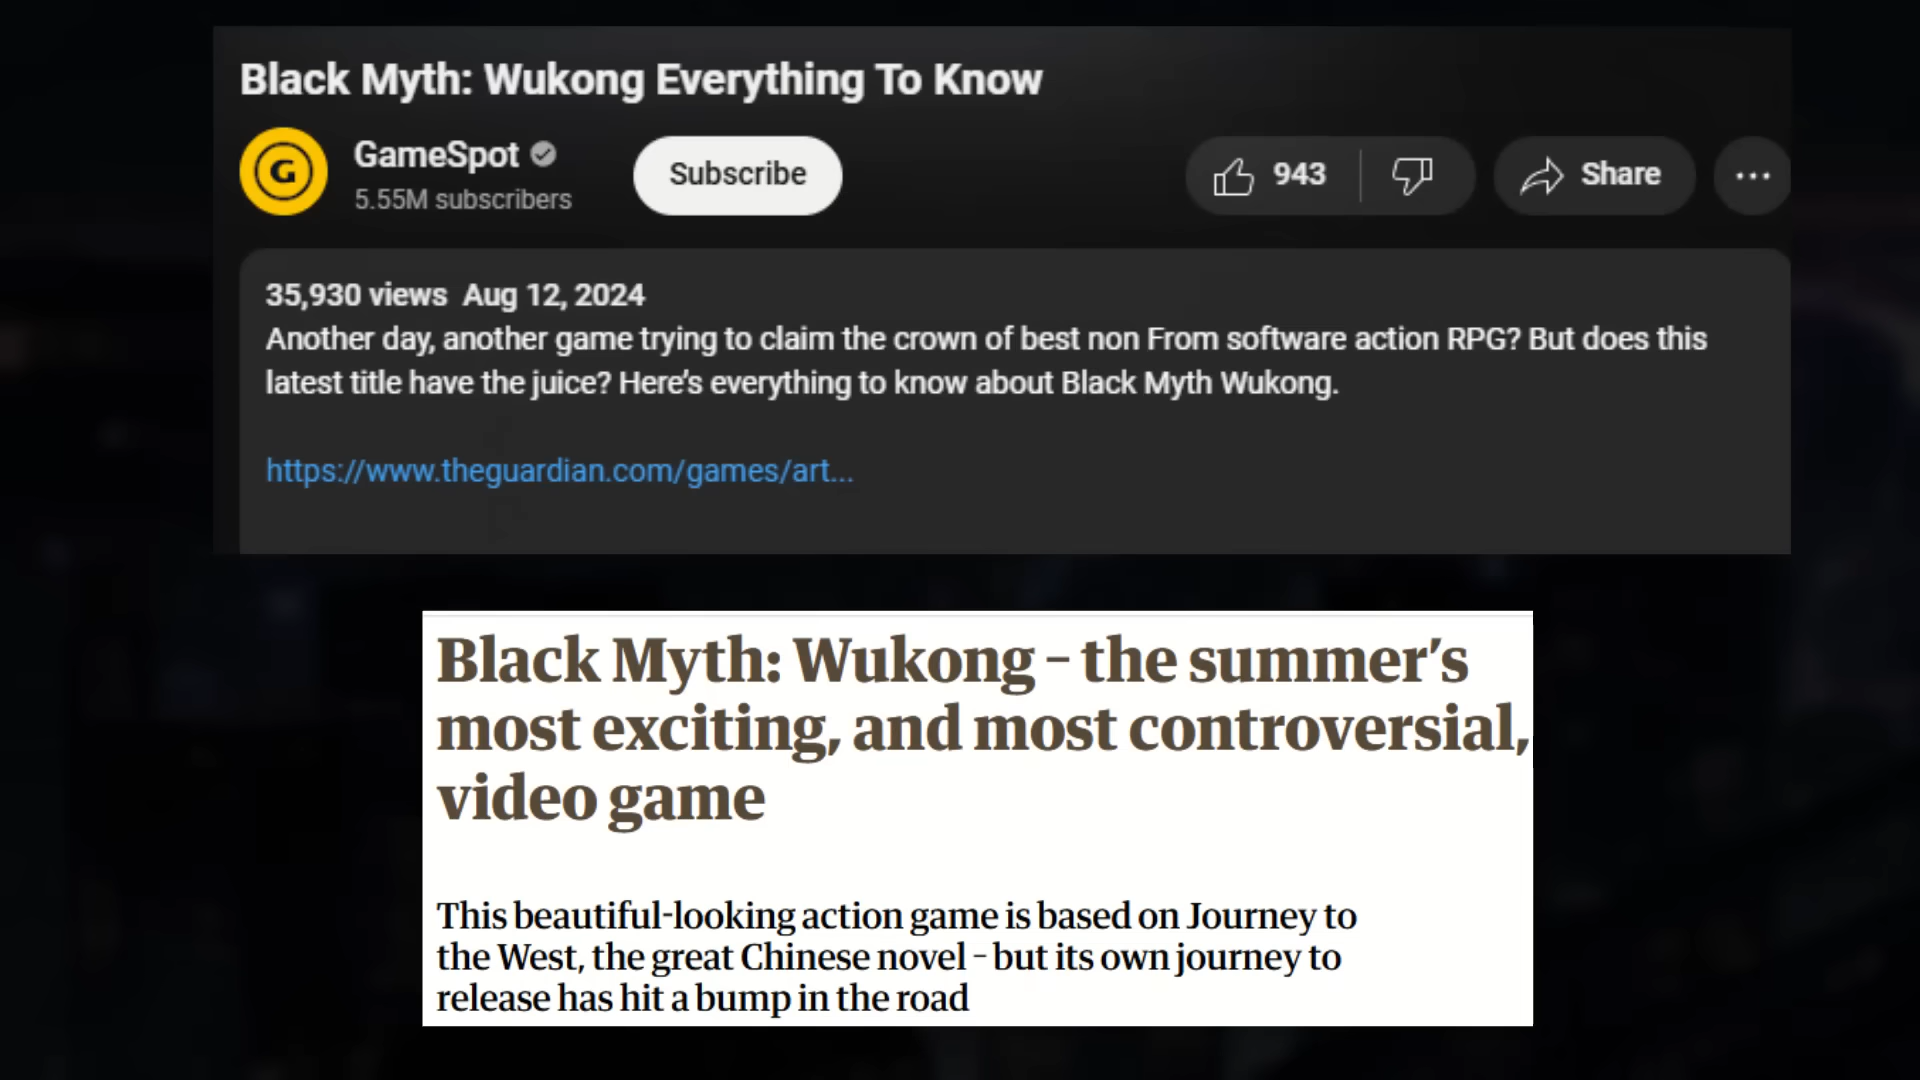 Black Myth: Wukong Everything To Know
G
GameSpot
5.55M subscribers
Subscribe
943
Share
35,930 views Aug 12, 2024
Another day, another game trying to claim the crown of best non From software action RPG? But does this
latest title have the juice? Here's everything to know about Black Myth Wukong.
https://www.theguardian.com/games/art...
Black Myth: Wukong – the summer's
most exciting, and most controversial,
video game
This beautiful-looking action game is based on Journey to
the West, the great Chinese novel – but its own journey to
release has hit a bump in the road